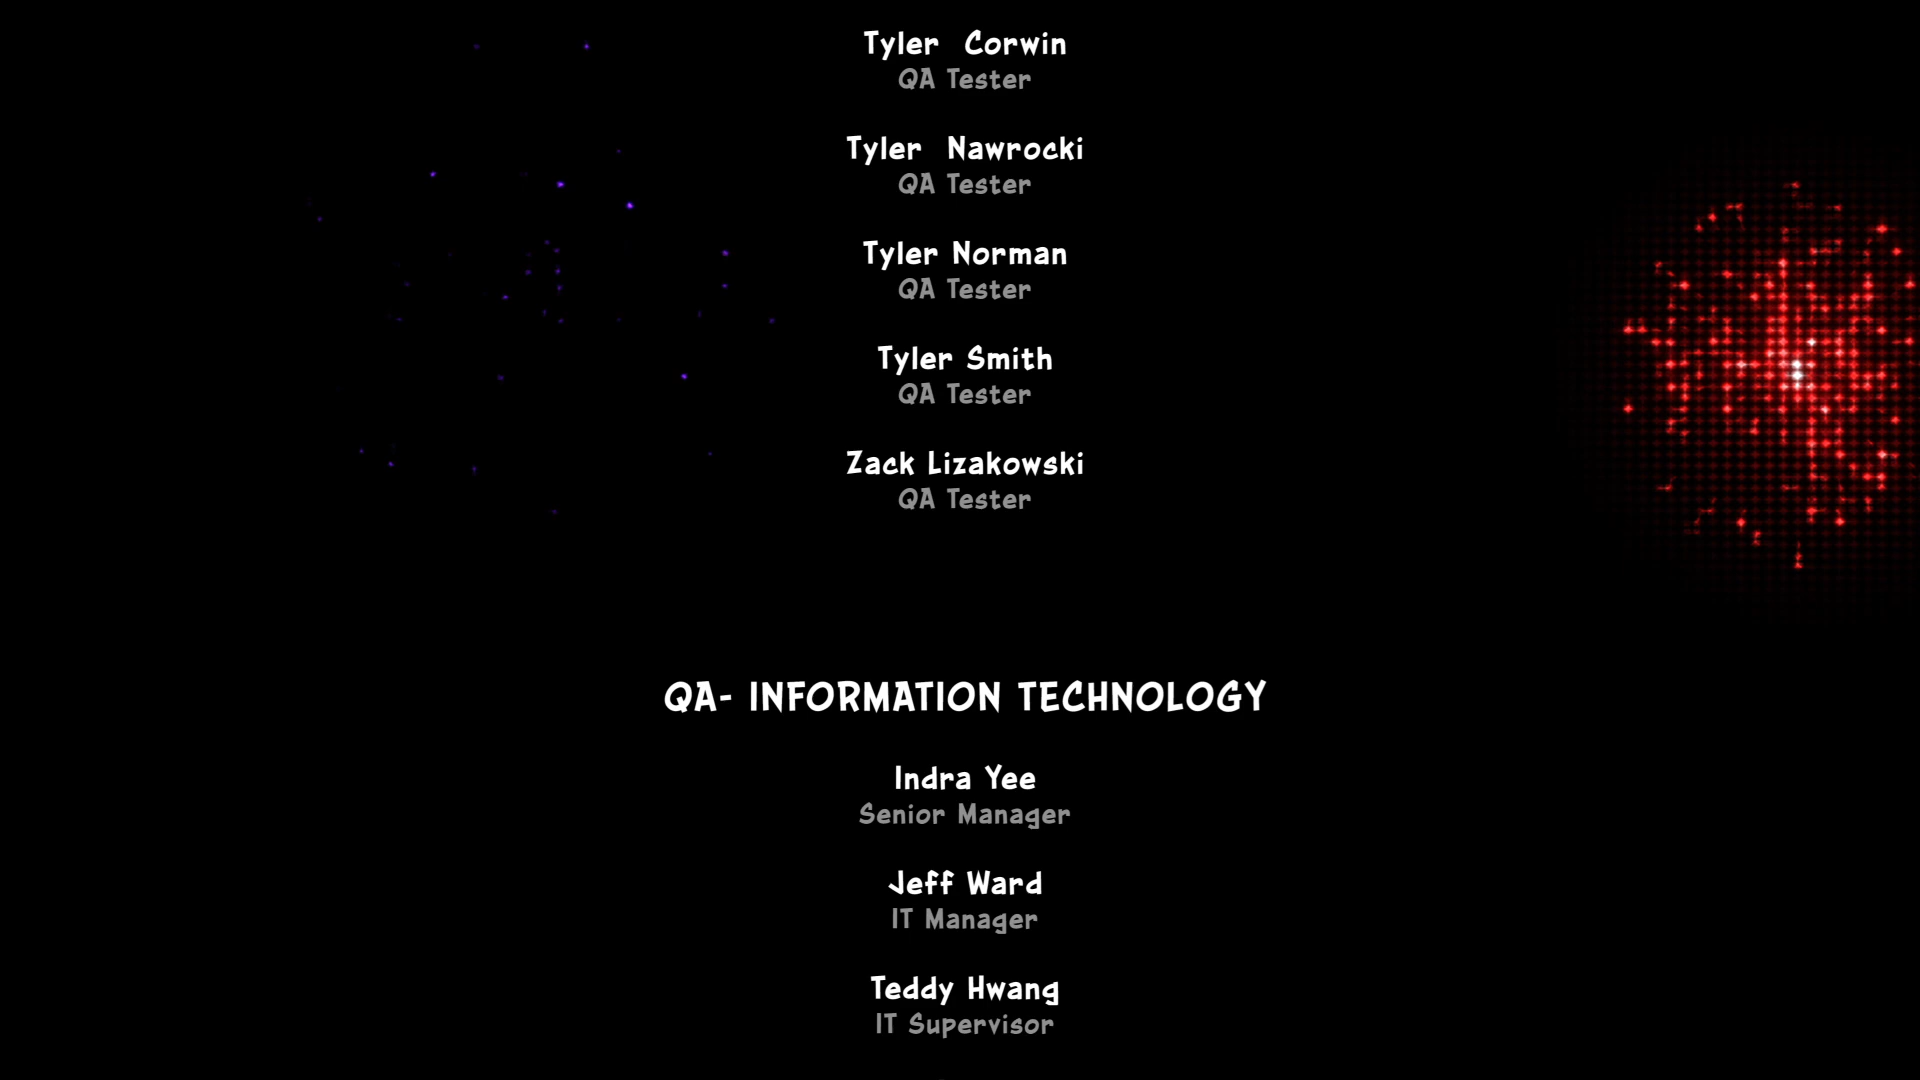 Tyler  Corwin
QA Tester
Tyler  Nawrocki
QA Tester
Tyler Norman
QA Tester
Tyler Smith
QA Tester
Zack Lizakowski
QA Tester
QA- INFORMATION TECHNOLOGY
Indra Yee
Senior Manager
Jeff Ward
IT Manager
Teddy Hwang
IT Supervisor